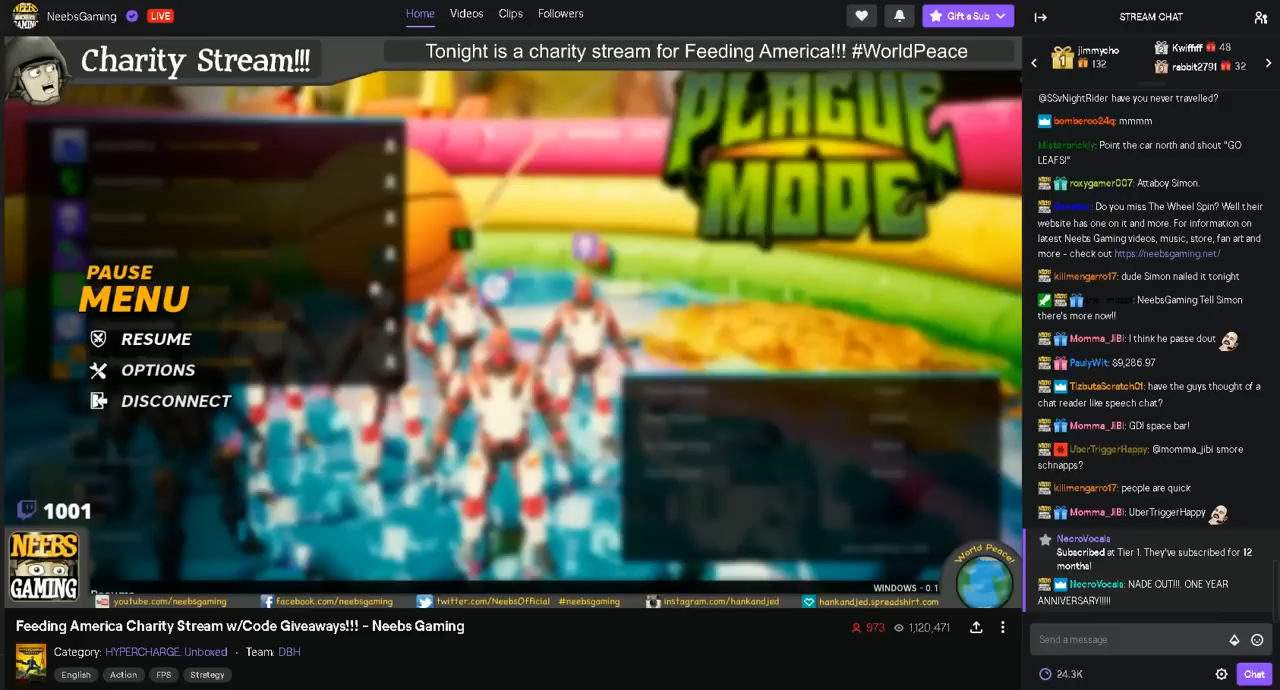 NeebsGaming LIVE
Home Videos Clips Followers
Gift a Sub
STREAM CHAT
Charity Stream!!!
Tonight is a charity stream for Feeding America!!! #WorldPeace
PLAGUE
MODE
PAUSE
MENU
RESUME
OPTIONS
DISCONNECT
1001
NEEBS
GAMING
World Peace!
WINDOWS - 0.1
youtube.com/neebsgaming facebook.com/neebsgaming twitter.com/NeebsOfficial #neebsgaming instagram.com/hankandjed hankandjed.spreadshirt.com
Feeding America Charity Stream w/Code Giveaways!!! - Neebs Gaming
973 1,120,471
Category: HYPERCHARGE: Unboxed · Team: DBH
English Action FPS Strategy
1 jimmycho 132
2 Kwiffiff 48
3 rabbit2791 32
@SSvNightRider have you never travelled?
bomberoo24q: mmmm
Misterprickly: Point the car north and shout "GO
LEAFS!"
roxygamer007: Attaboy Simon.
Do you miss The Wheel Spin? Well their
website has one on it and more. For information on
latest Neebs Gaming videos, music, store, fan art and
more - check out https://neebsgaming.net/
kilimengarro17: dude Simon nailed it tonight
NeebsGaming Tell Simon
there's more now!!
Momma_JiBi: I think he passe dout
PaulyWit: $9,286.97
TizbutaScratch01: have the guys thought of a
chat reader like speech chat?
Momma_JiBi: GDI space bar!
UberTriggerHappy: @momma_jibi smore
schnapps?
kilimengarro17: people are quick
Momma_JiBi: UberTriggerHappy
NecroVocals
Subscribed at Tier 1. They've subscribed for 12
months!
NecroVocals: NADE OUT!!!. ONE YEAR
ANNIVERSARY!!!!!
Send a message
24.3K
Chat